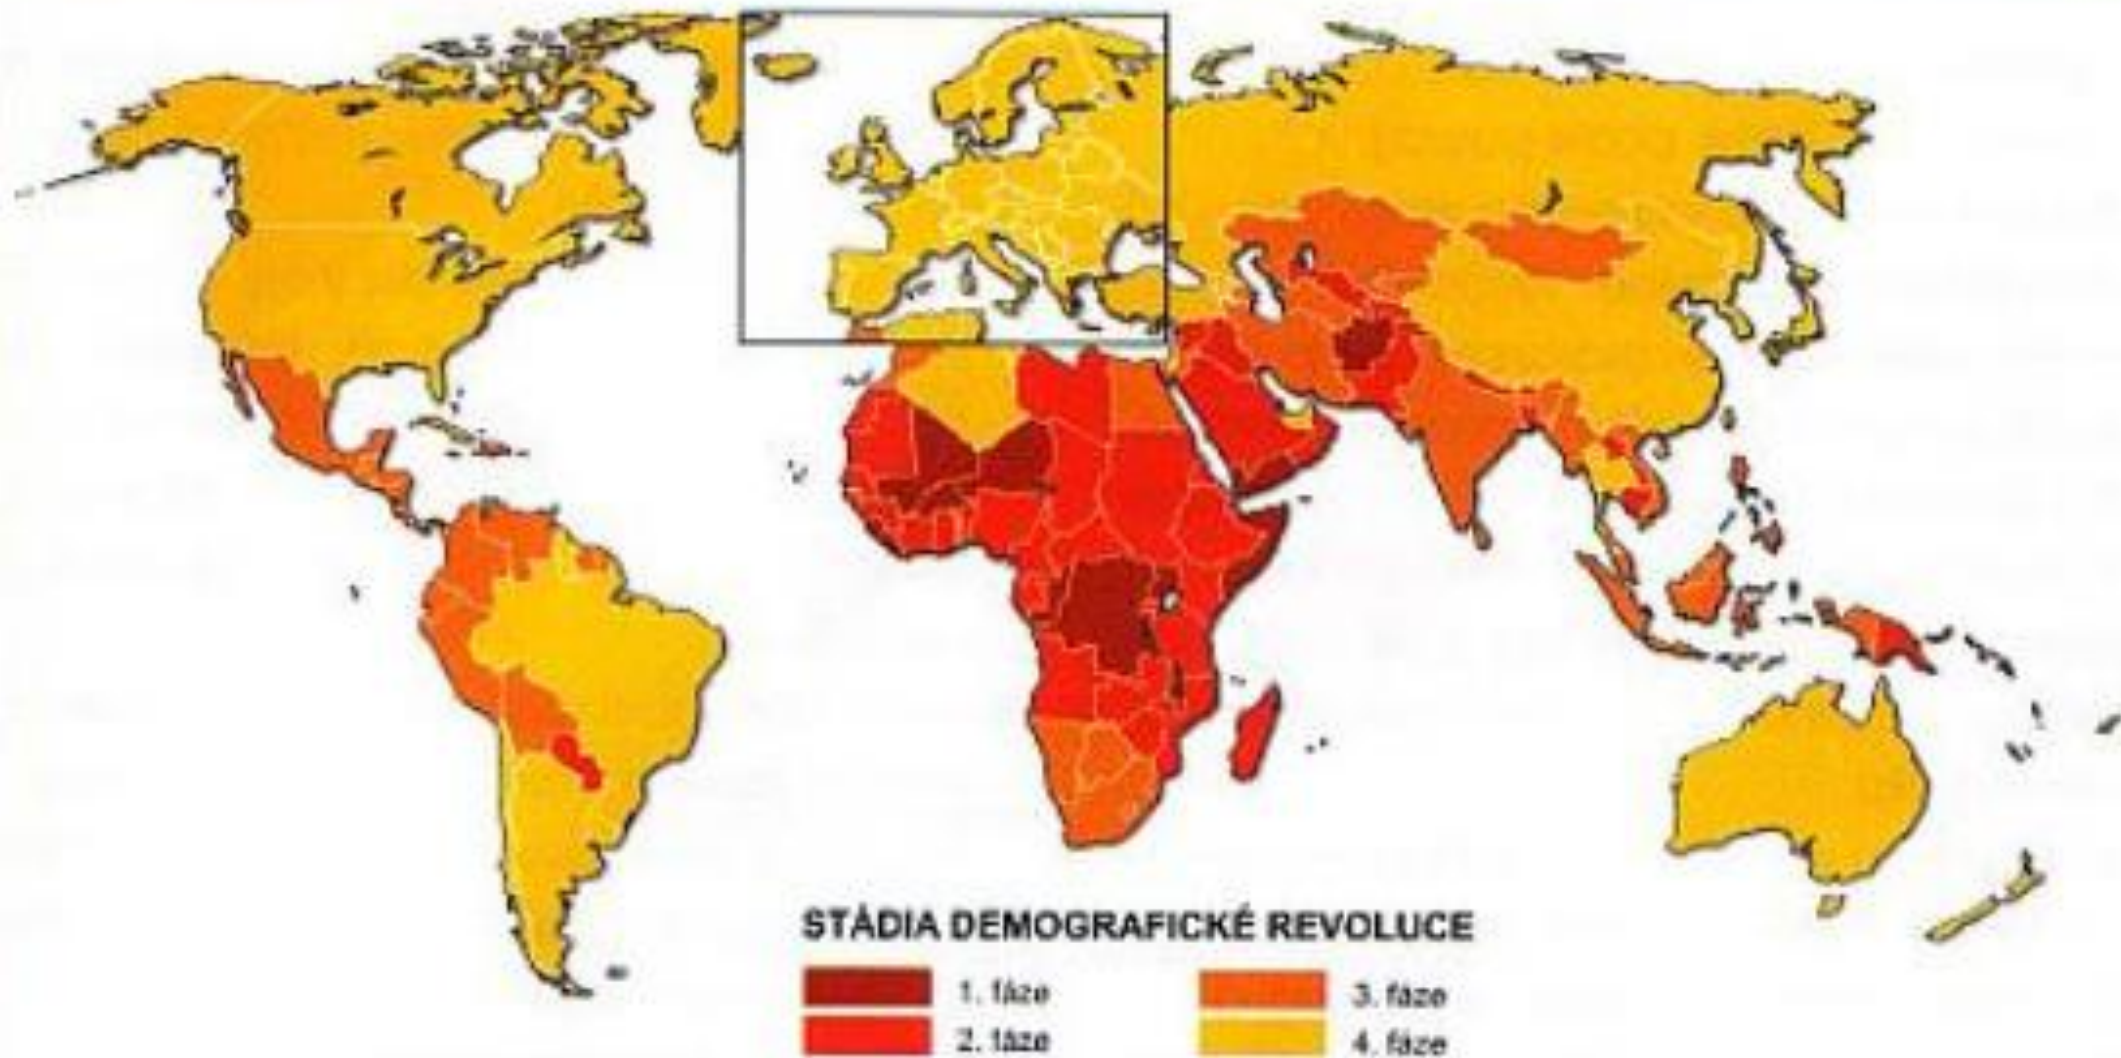 STÁDIA DEMOGRAFICKÉ REVOLUCE
1. fáze
3. fáze
2. fáze
4. fáze